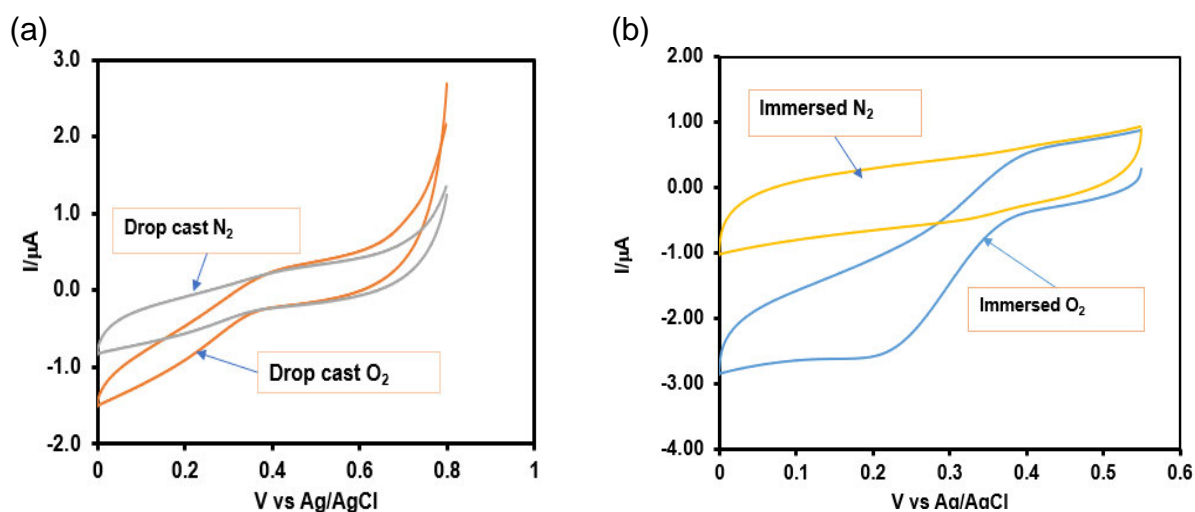 (a)
3.0
2.0
1.0
0.0
-1.0
-2.0
I/µA
Drop cast N₂
Drop cast O₂
0 0.2 0.4 0.6 0.8 1
V vs Ag/AgCl
(b)
2.00
1.00
0.00
-1.00
-2.00
-3.00
-4.00
I/µA
Immersed N₂
Immersed O₂
0 0.1 0.2 0.3 0.4 0.5 0.6
V vs Ag/AgCl